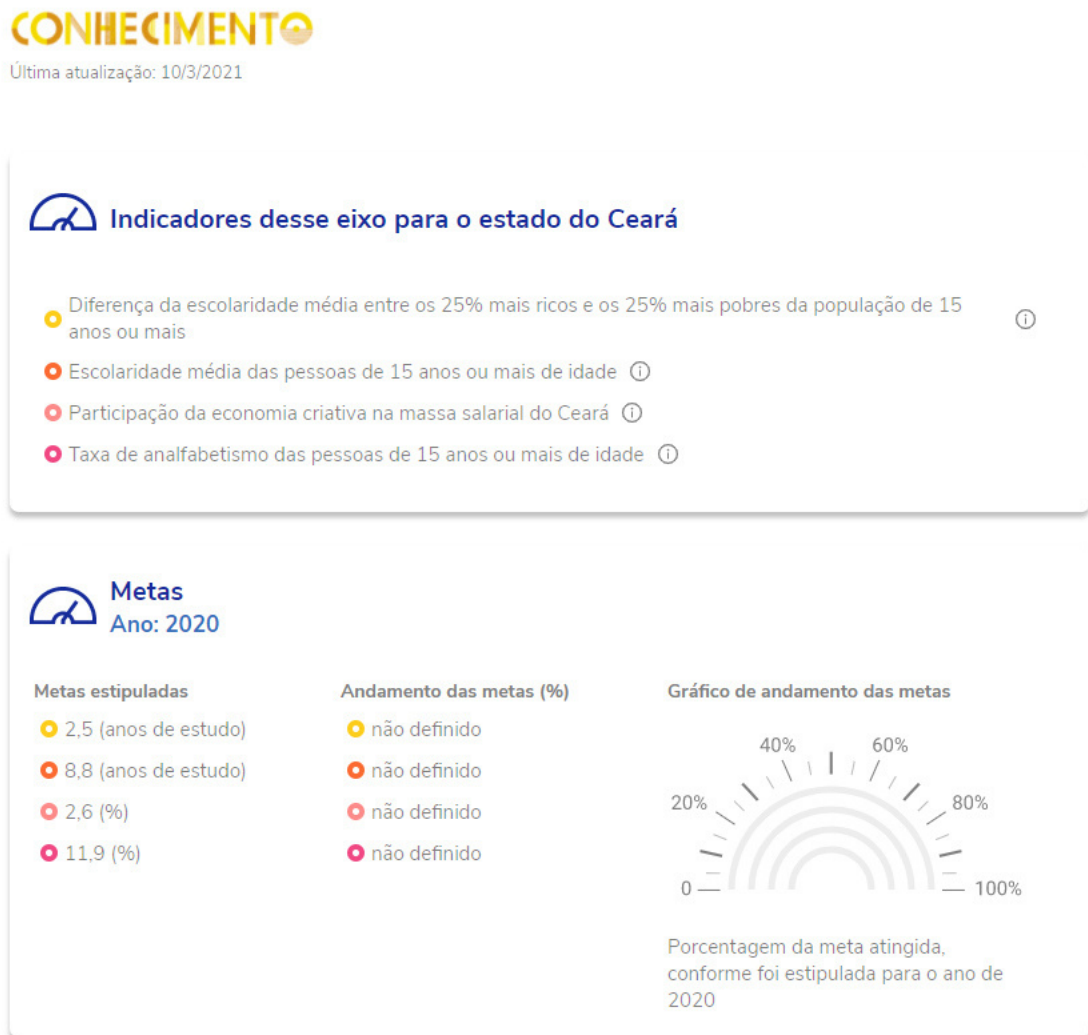 CONHECIMENTO
Última atualização: 10/3/2021
Indicadores desse eixo para o estado do Ceará
Diferença da escolaridade média entre os 25% mais ricos e os 25% mais pobres da população de 15
anos ou mais
Escolaridade média das pessoas de 15 anos ou mais de idade
Participação da economia criativa na massa salarial do Ceará
Taxa de analfabetismo das pessoas de 15 anos ou mais de idade
Metas
Ano: 2020
Metas estipuladas
2,5 (anos de estudo)
8,8 (anos de estudo)
2,6 (%)
11,9 (%)
Andamento das metas (%)
não definido
não definido
não definido
não definido
Gráfico de andamento das metas
0
20%
40%
60%
80%
100%
Porcentagem da meta atingida,
conforme foi estipulada para o ano de
2020